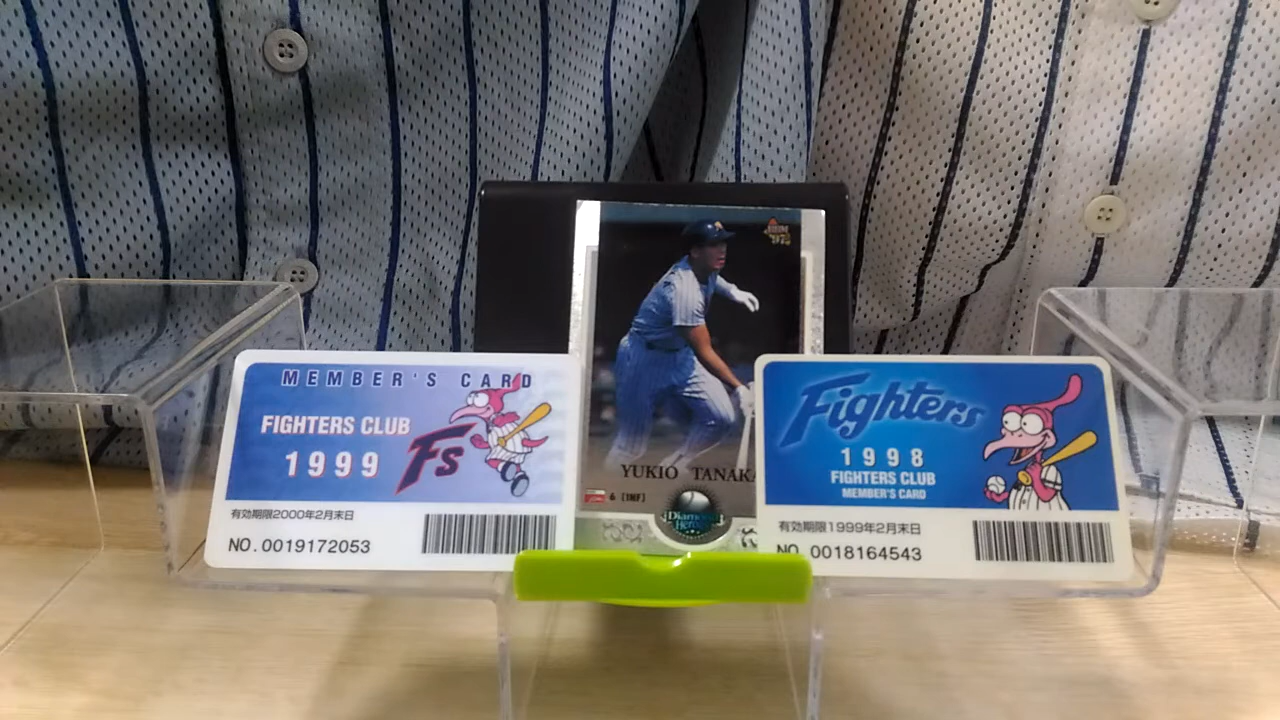 MEMBER'S CARD
FIGHTERS CLUB
1999
Fs
有効期限2000年2月末日
NO.0019172053
BBM
'97
YUKIO TANAKA
6 [INF]
Diamond
Heroes
Fighters
1998
FIGHTERS CLUB
MEMBER'S CARD
有効期限1999年2月末日
NO.0018164543